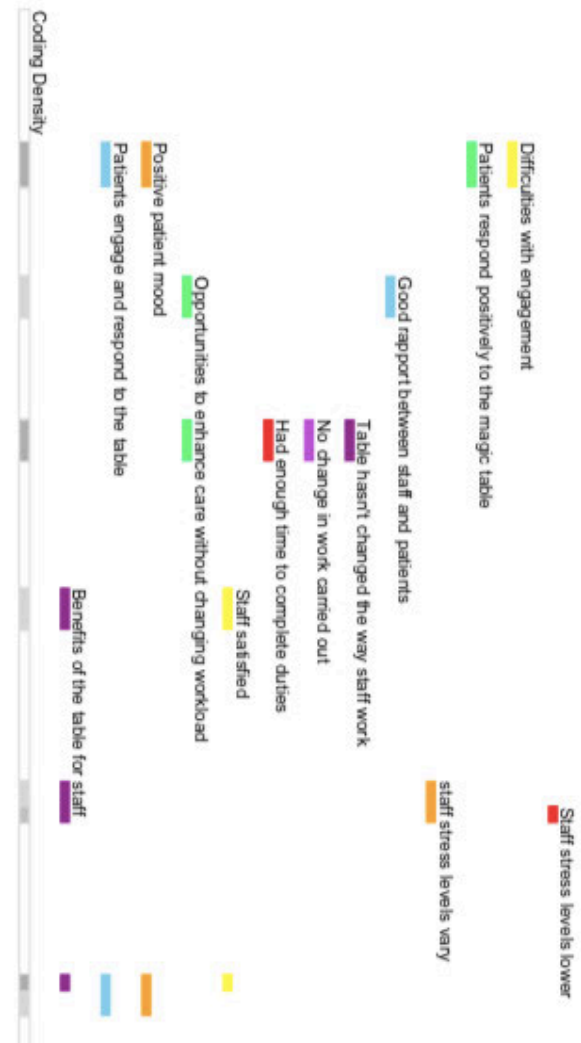 Coding Density
Patients engage and respond to the table
Positive patient mood
Opportunities to enhance care without changing workload
Had enough time to complete duties
No change in work carried out
Table hasn't changed the way staff work
Good rapport between staff and patients
Patients respond positively to the magic table
Difficulties with engagement
Benefits of the table for staff
Staff satisfied
staff stress levels vary
Staff stress levels lower